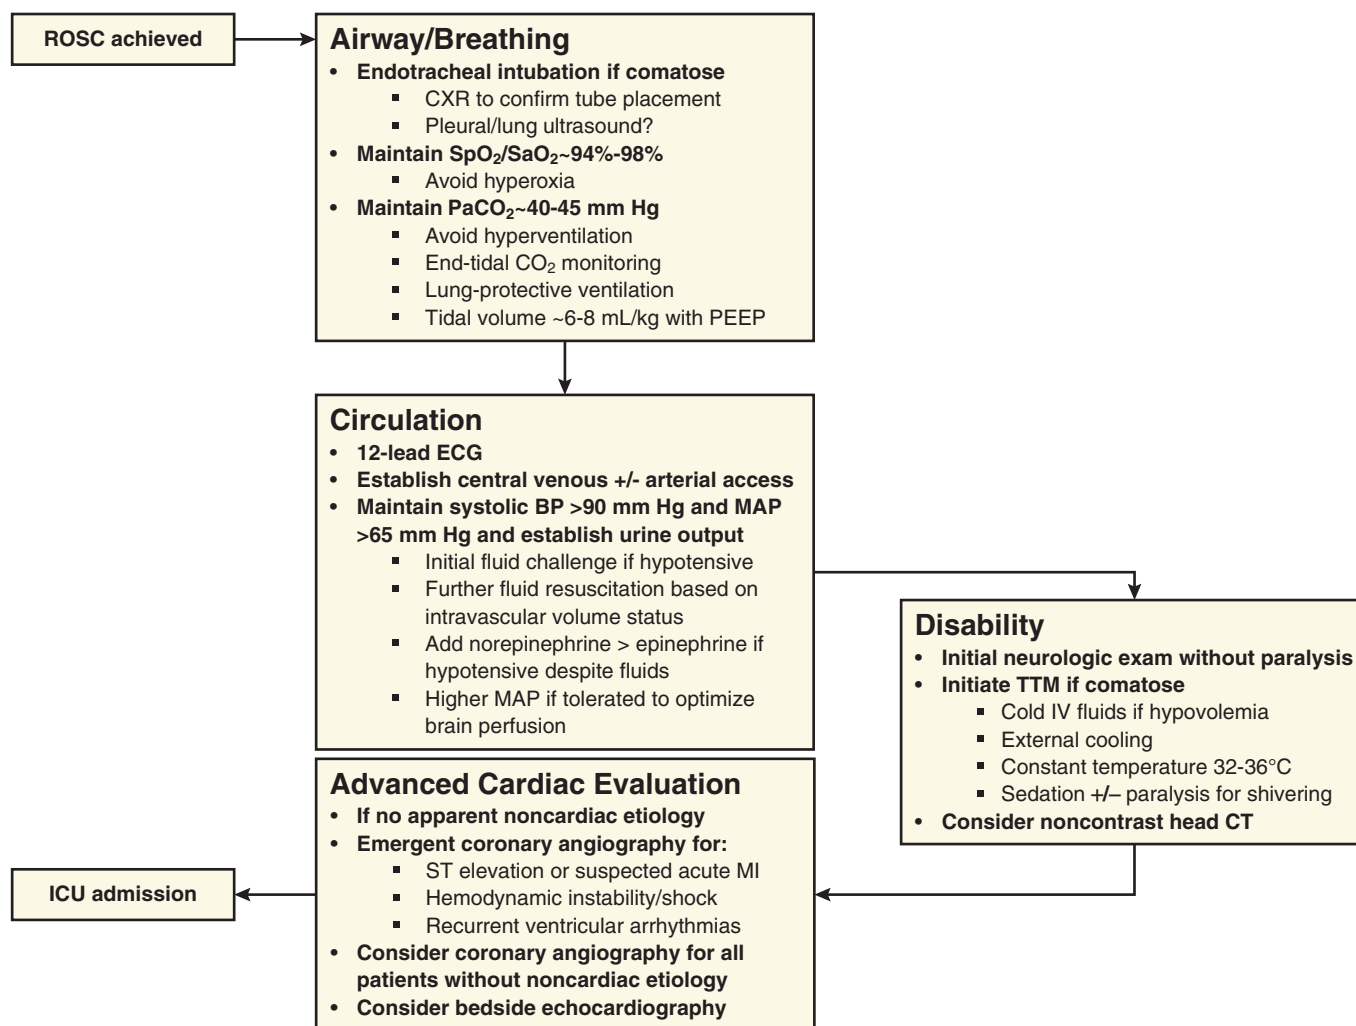 ROSC achieved
Airway/Breathing
• Endotracheal intubation if comatose
▪ CXR to confirm tube placement
▪ Pleural/lung ultrasound?
• Maintain SpO₂/SaO₂~94%-98%
▪ Avoid hyperoxia
• Maintain PaCO₂~40-45 mm Hg
▪ Avoid hyperventilation
▪ End-tidal CO₂ monitoring
▪ Lung-protective ventilation
▪ Tidal volume ~6-8 mL/kg with PEEP
Circulation
• 12-lead ECG
• Establish central venous +/- arterial access
• Maintain systolic BP >90 mm Hg and MAP
>65 mm Hg and establish urine output
▪ Initial fluid challenge if hypotensive
▪ Further fluid resuscitation based on
intravascular volume status
▪ Add norepinephrine > epinephrine if
hypotensive despite fluids
▪ Higher MAP if tolerated to optimize
brain perfusion
Disability
• Initial neurologic exam without paralysis
• Initiate TTM if comatose
▪ Cold IV fluids if hypovolemia
▪ External cooling
▪ Constant temperature 32-36°C
▪ Sedation +/– paralysis for shivering
• Consider noncontrast head CT
Advanced Cardiac Evaluation
• If no apparent noncardiac etiology
• Emergent coronary angiography for:
▪ ST elevation or suspected acute MI
▪ Hemodynamic instability/shock
▪ Recurrent ventricular arrhythmias
• Consider coronary angiography for all
patients without noncardiac etiology
• Consider bedside echocardiography
ICU admission